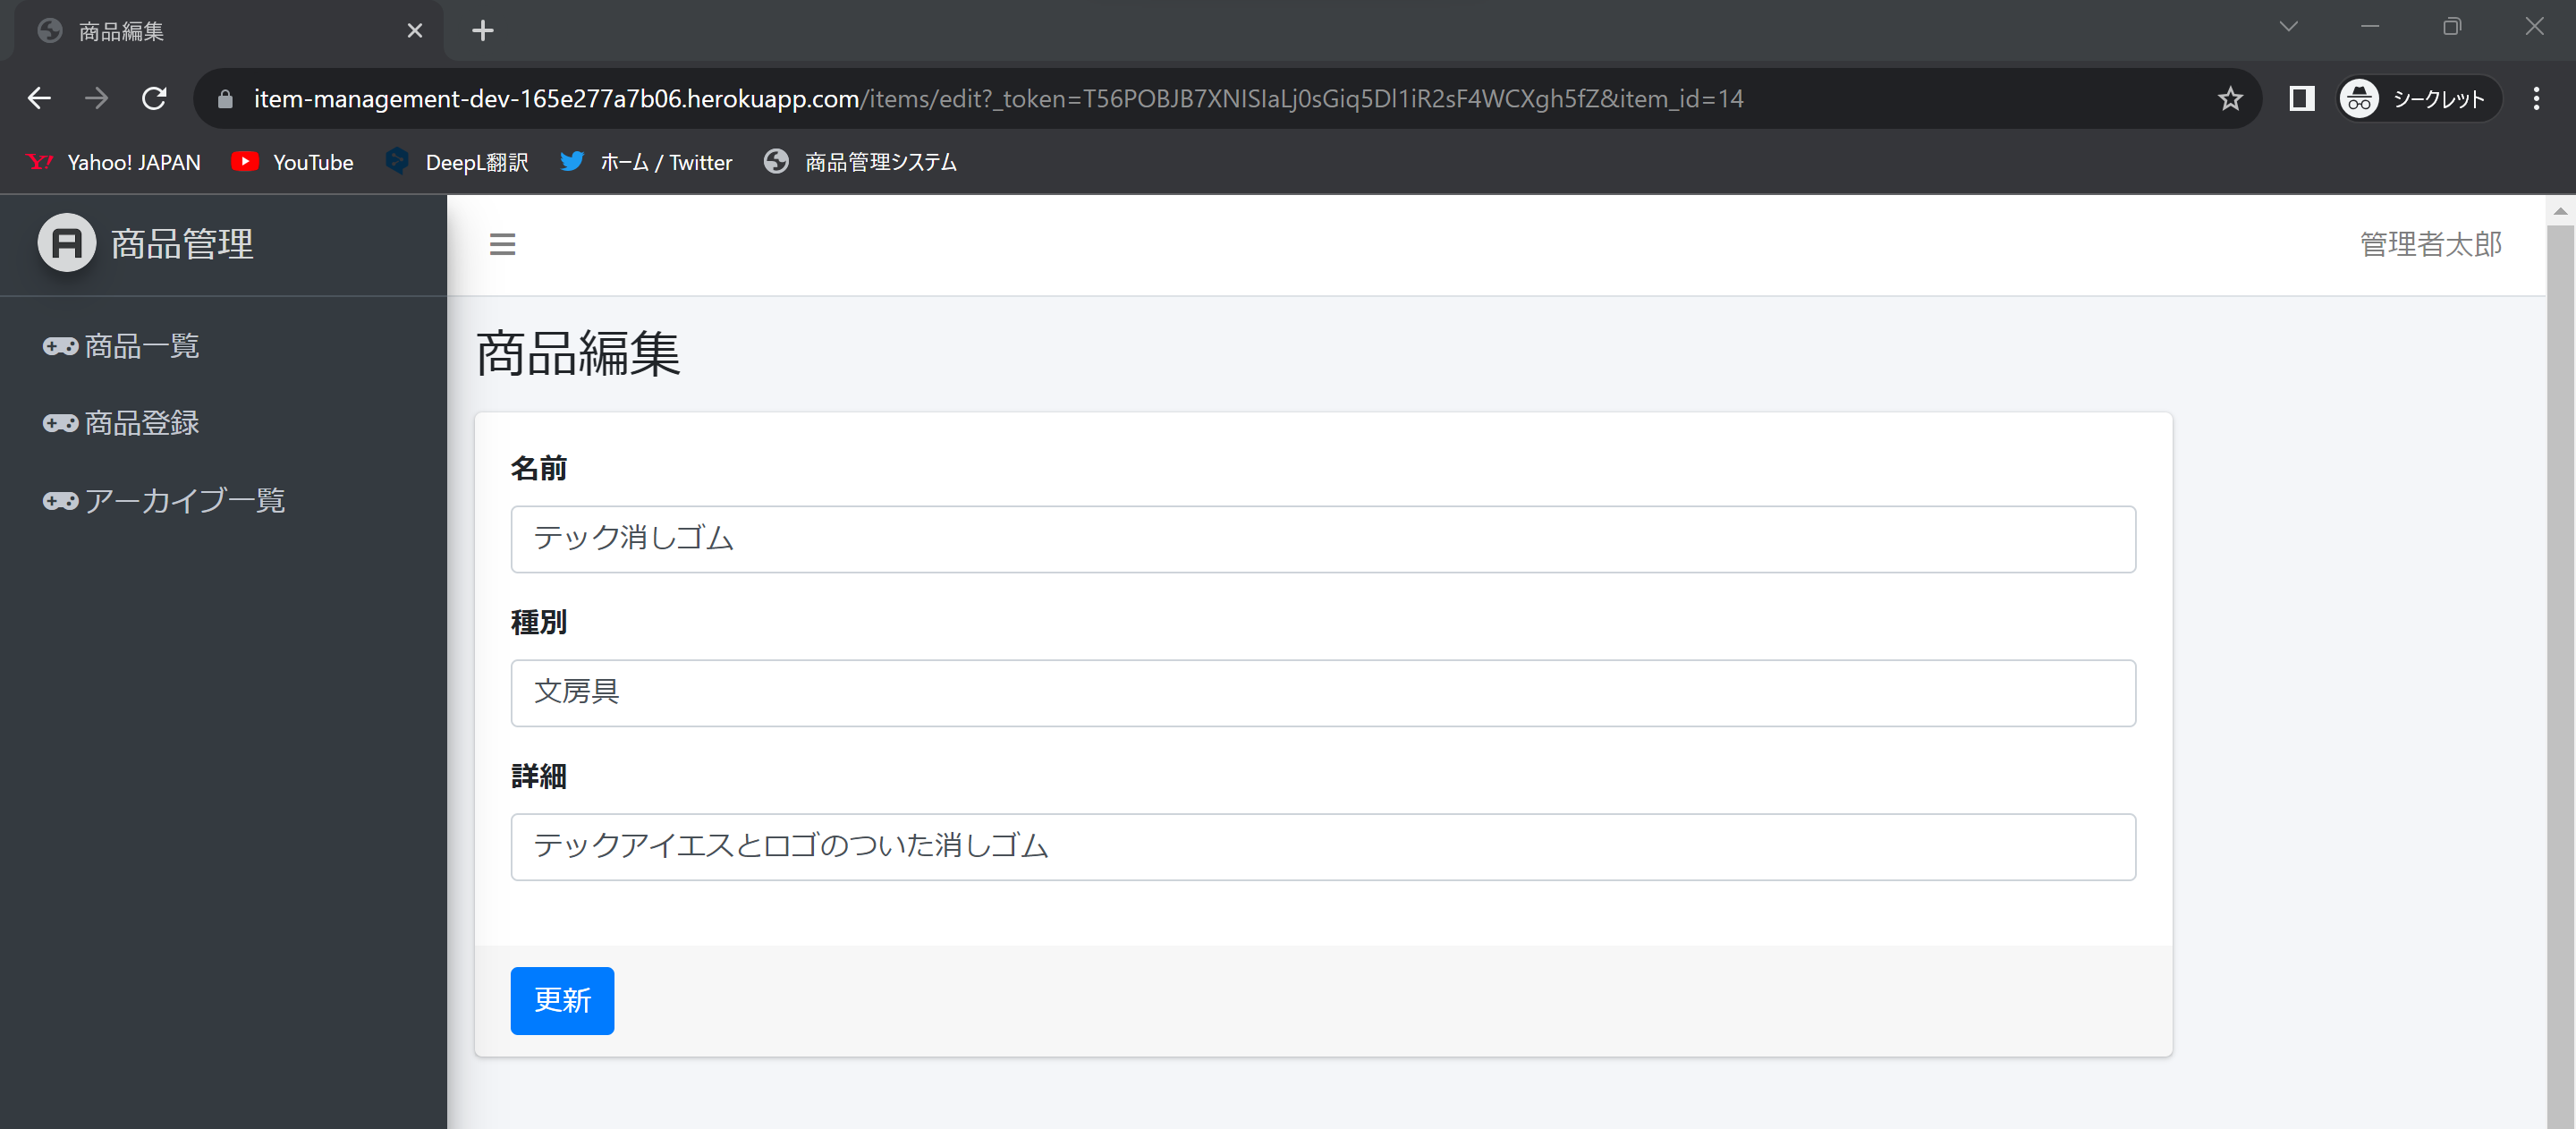 商品編集
item-management-dev-165e277a7b06.herokuapp.com/items/edit?_token=T56POBJB7XNISIaLj0sGiq5Dl1iR2sF4WCXgh5fZ&item_id=14
シークレット
Yahoo! JAPAN
YouTube
DeepL翻訳
ホーム / Twitter
商品管理システム
商品管理
管理者太郎
商品一覧
商品登録
アーカイブ一覧
商品編集
名前
テック消しゴム
種別
文房具
詳細
テックアイエスとロゴのついた消しゴム
更新